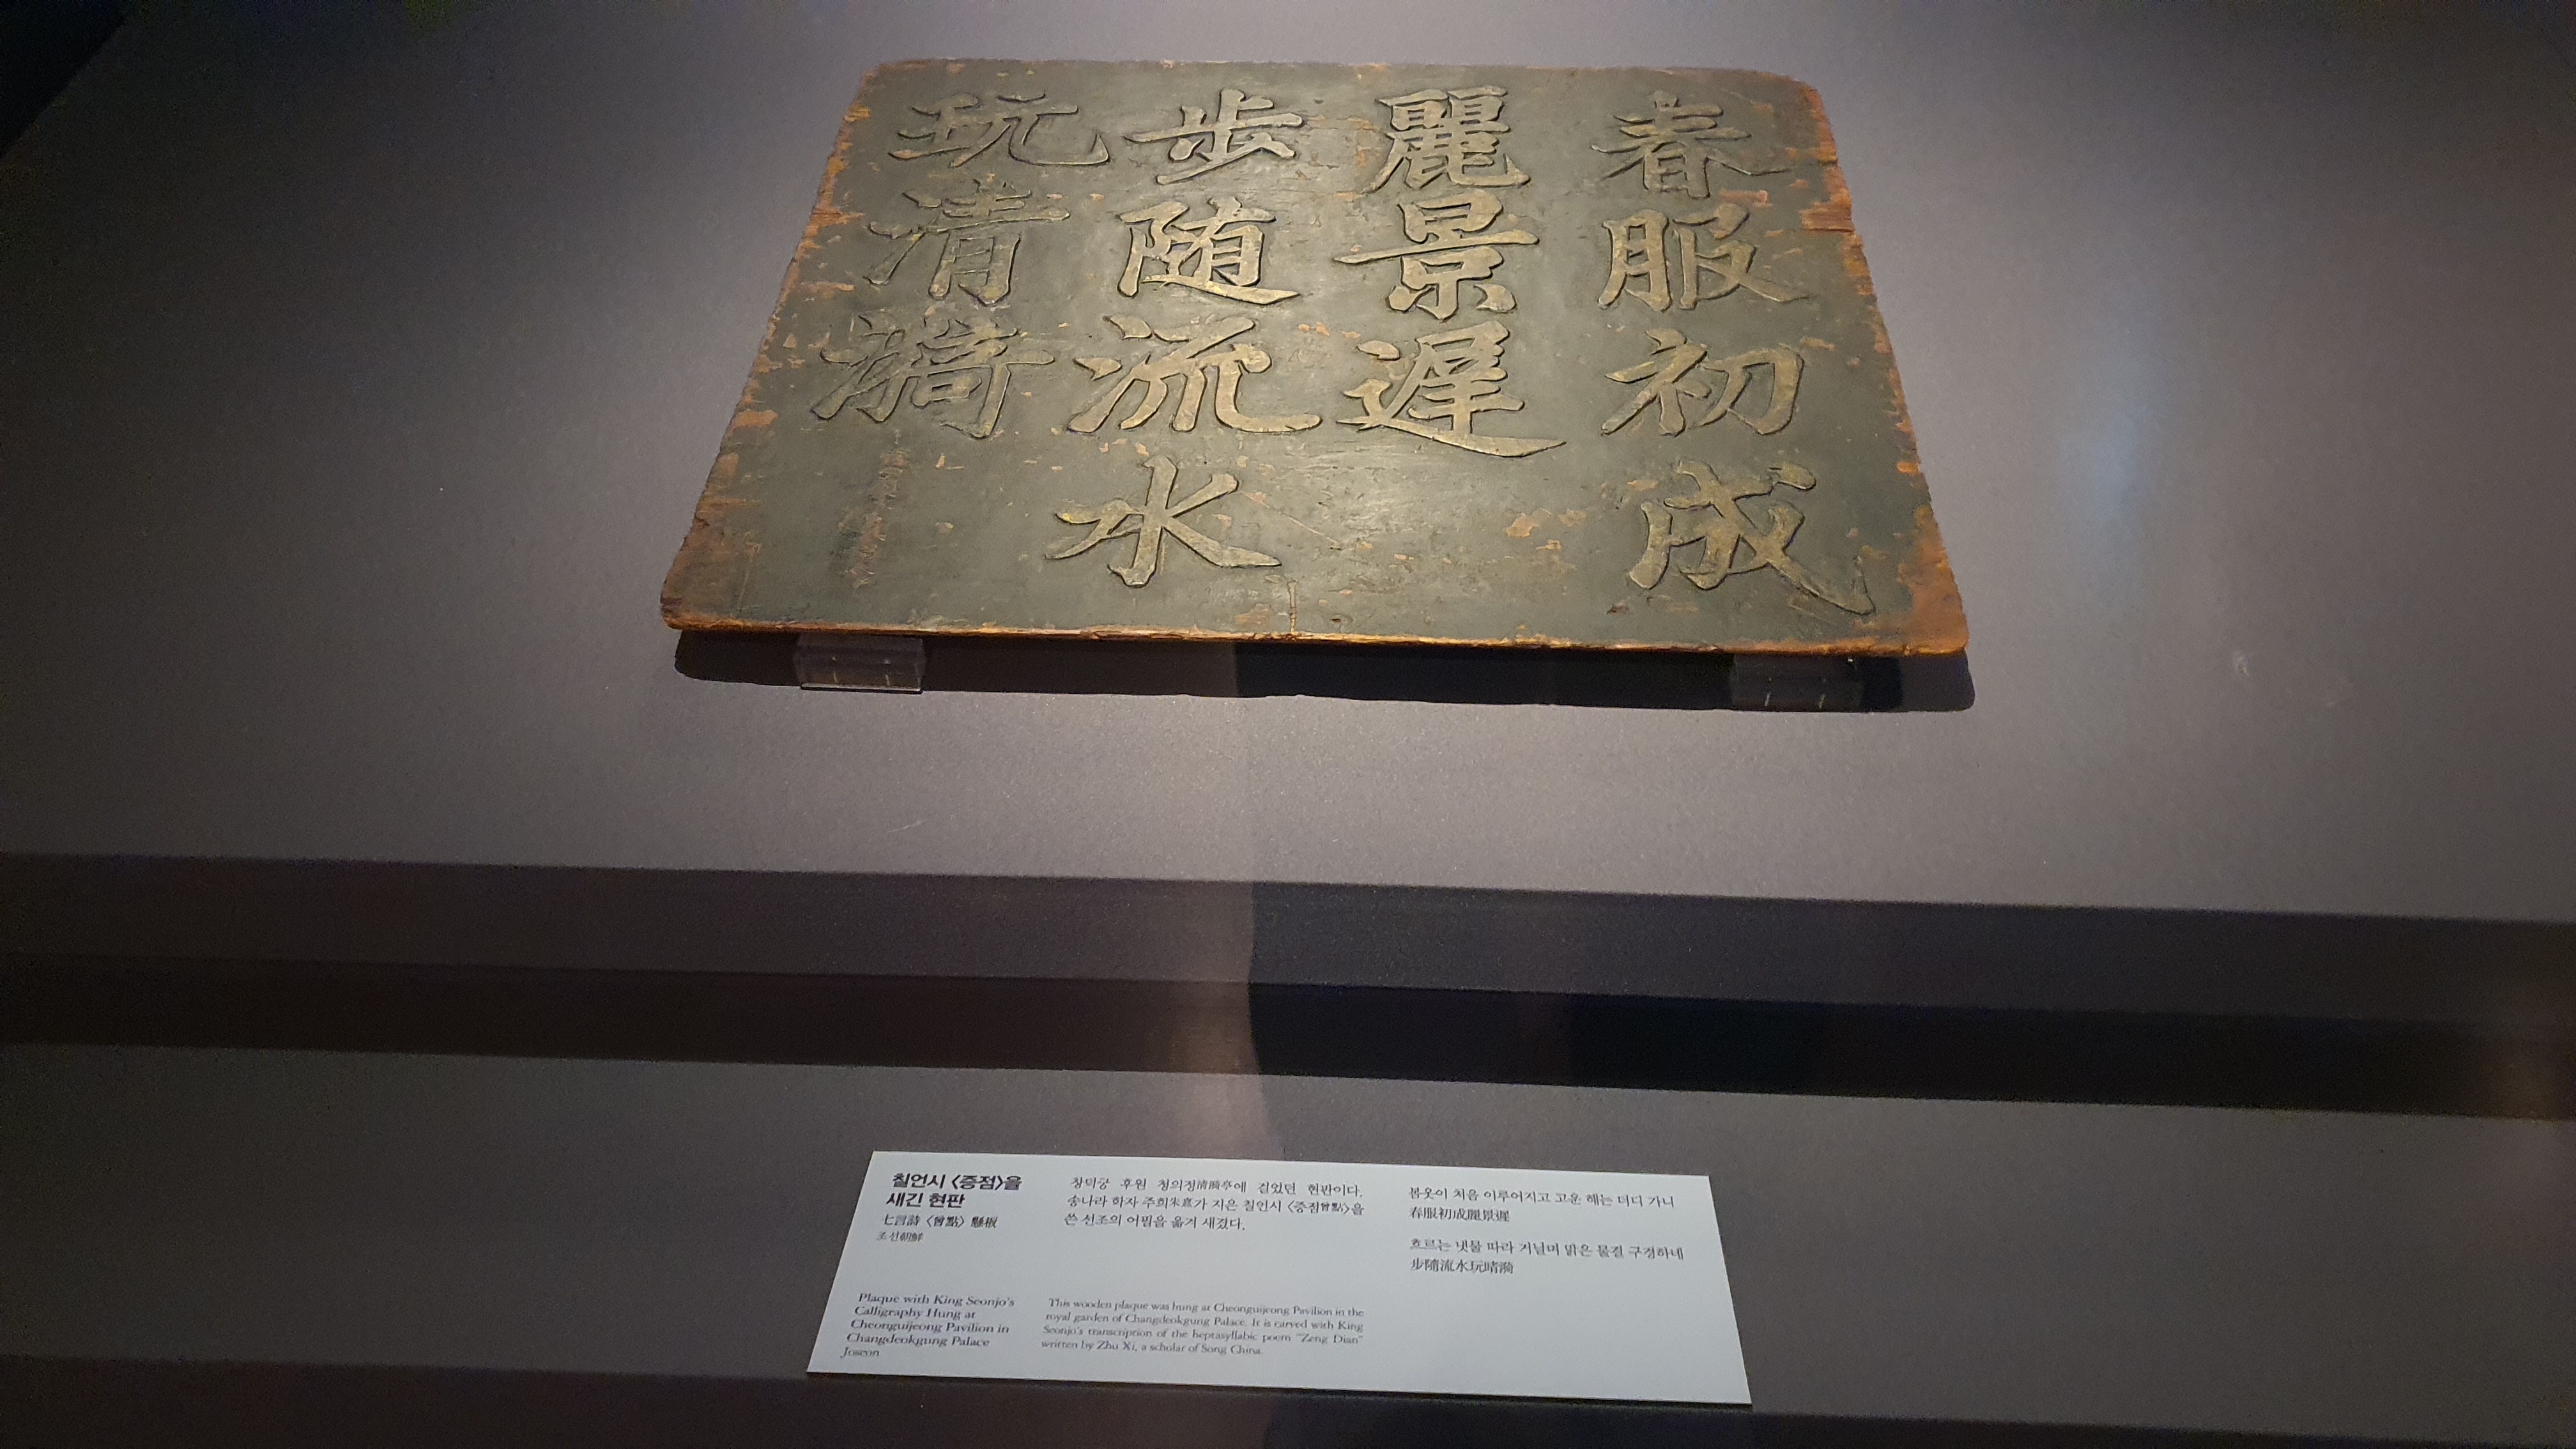 春服初成
麗景遲
步随流水
玩清漪
칠언시 〈증점〉을
새긴 현판
七言詩 〈曾點〉 懸板
조선朝鮮
Plaque with King Seonjo's
Calligraphy Hung at
Cheonguijeong Pavilion in
Changdeokgung Palace
Joseon
창덕궁 후원 청의정淸漪亭에 걸었던 현판이다.
송나라 학자 주희朱熹가 지은 칠언시 〈증점曾點〉을
쓴 선조의 어필을 옮겨 새겼다.
This wooden plaque was hung at Cheonguijeong Pavilion in the
royal garden of Changdeokgung Palace. It is carved with King
Seonjo's transcription of the heptasyllabic poem "Zeng Dian"
written by Zhu Xi, a scholar of Song China.
봄옷이 처음 이루어지고 고운 해는 더디 가니
春服初成麗景遲
흐르는 냇물 따라 거닐며 맑은 물결 구경하네
步隨流水玩晴漪